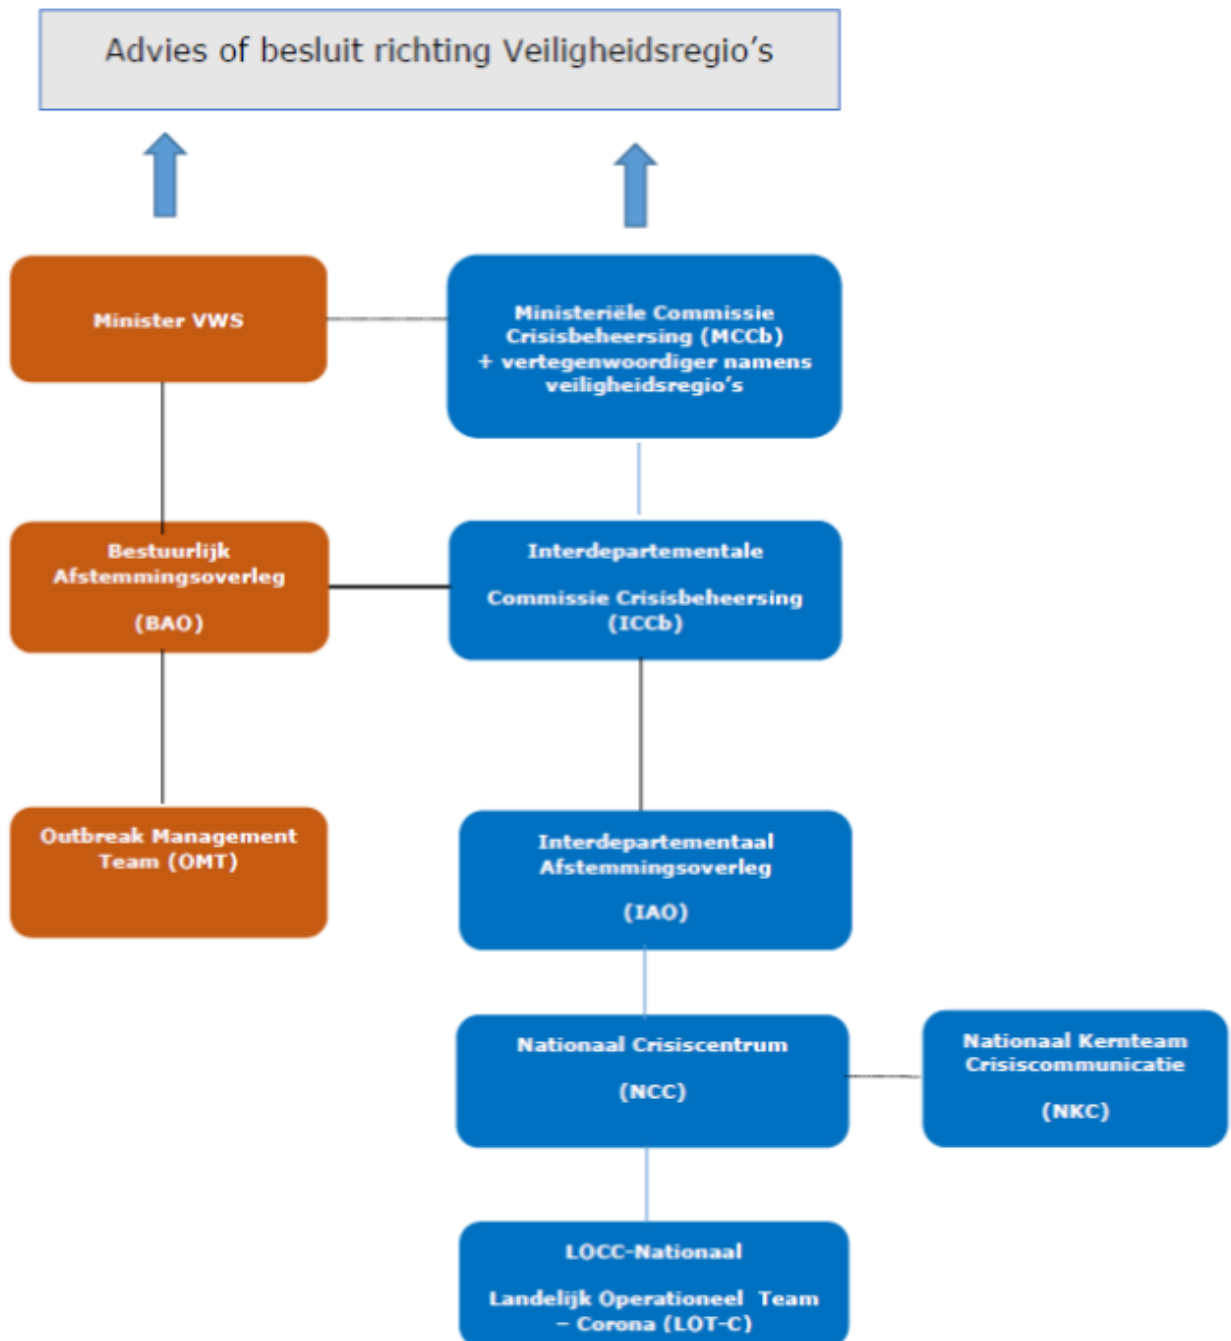 Advies of besluit richting Veiligheidsregio's
Minister VWS
Ministeriële Commissie
Crisisbeheersing (MCCb)
+ vertegenwoordiger namens
veiligheidsregio's
Bestuurlijk
Afstemmingsoverleg
(BAO)
Interdepartementale
Commissie Crisisbeheersing
(ICCb)
Outbreak Management
Team (OMT)
Interdepartementaal
Afstemmingsoverleg
(IAO)
Nationaal Crisiscentrum
(NCC)
Nationaal Kernteam
Crisiscommunicatie
(NKC)
LOCC-Nationaal
Landelijk Operationeel Team
– Corona (LOT-C)